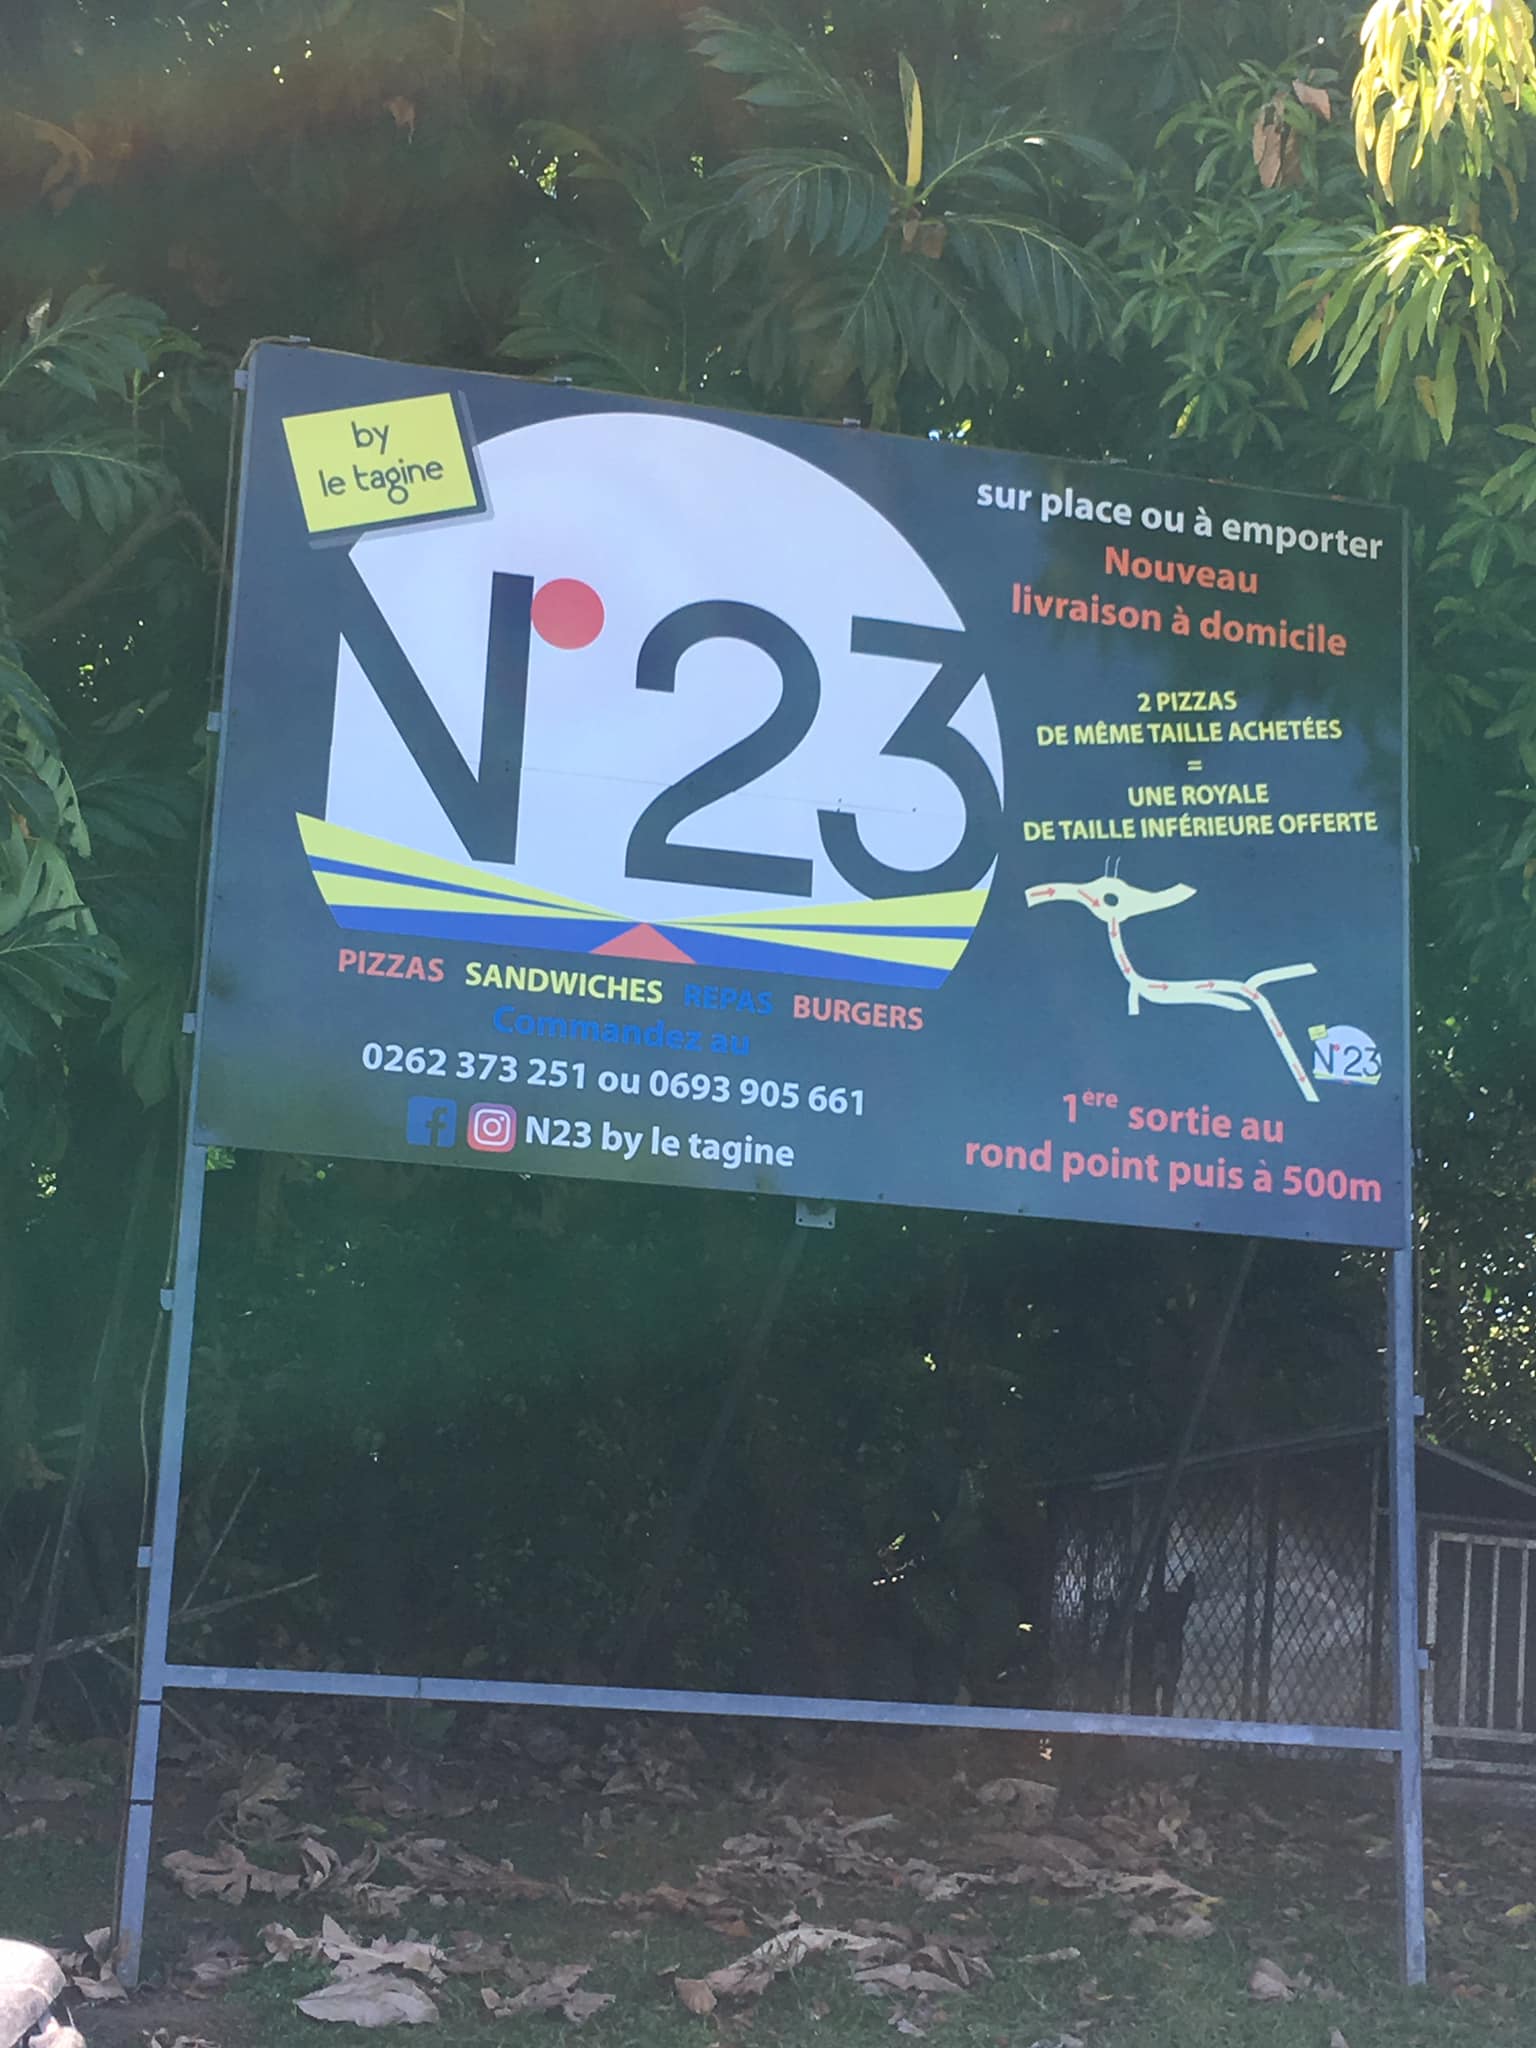 by
le tagine
N°23
PIZZAS SANDWICHES REPAS BURGERS
Commandez au
0262 373 251 ou 0693 905 661
f N23 by le tagine
sur place ou à emporter
Nouveau
livraison à domicile
2 PIZZAS
DE MÊME TAILLE ACHETÉES
=
UNE ROYALE
DE TAILLE INFÉRIEURE OFFERTE
N°23
1ère sortie au
rond point puis à 500m